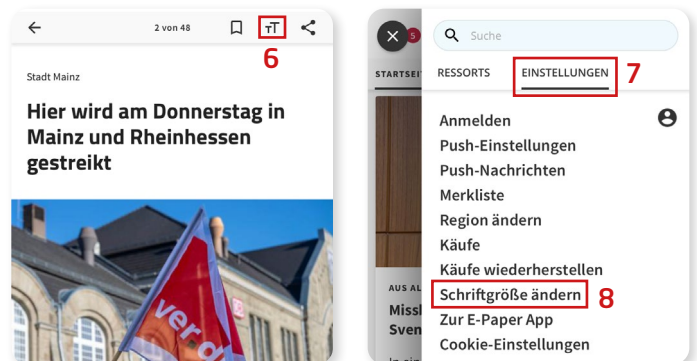 2 von 48
6
Stadt Mainz
Hier wird am Donnerstag in
Mainz und Rheinhessen
gestreikt
ver d
5
Suche
STARTSEI
RESSORTS
EINSTELLUNGEN
7
Anmelden
Push-Einstellungen
Push-Nachrichten
Merkliste
Region ändern
Käufe
Käufe wiederherstellen
Schriftgröße ändern
8
Zur E-Paper App
Cookie-Einstellungen
AUS AL
Missl
Sven